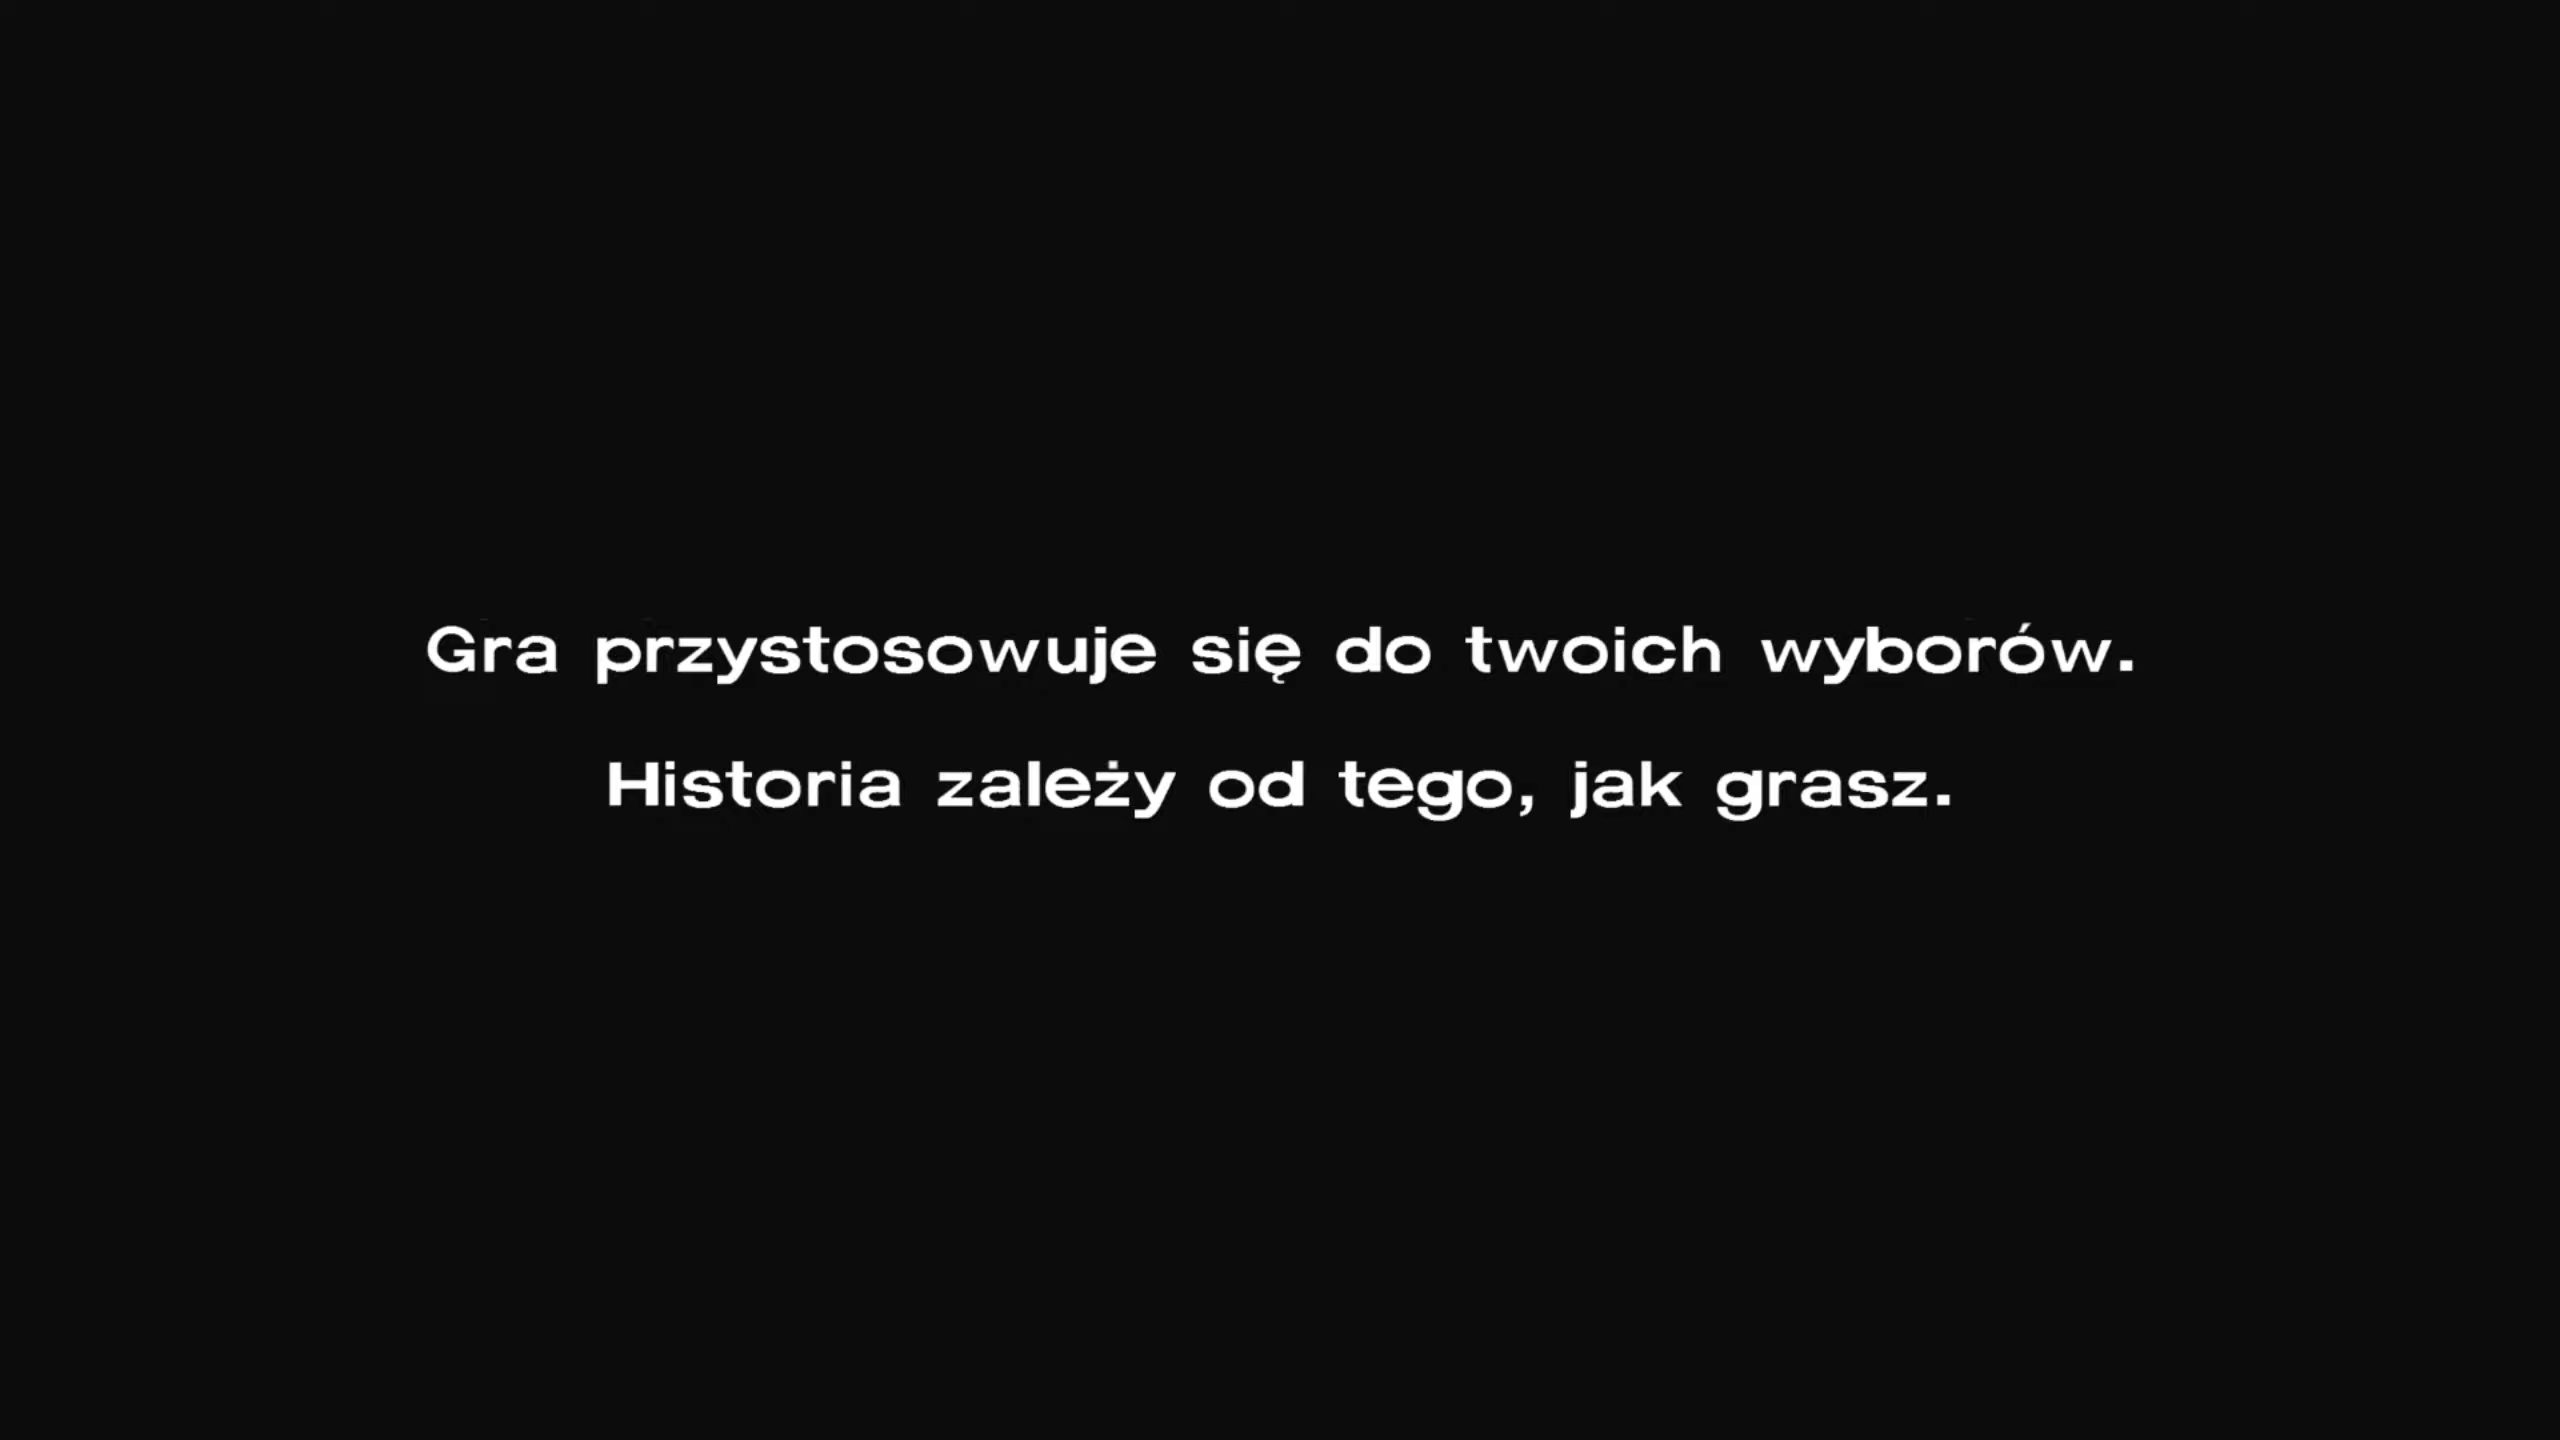 Gra przystosowuje się do twoich wyborów.
Historia zależy od tego, jak grasz.